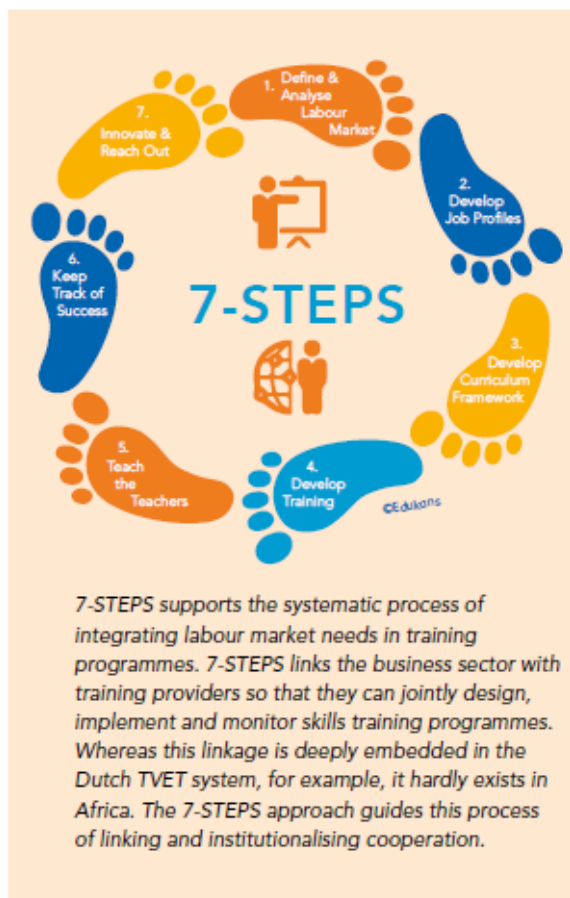 1. Define &
Analyse
Labour
Market
2.
Develop
Job Profiles
3.
Develop
Curriculum
Framework
4.
Develop
Training
5.
Teach
the
Teachers
6.
Keep
Track of
Success
7.
Innovate &
Reach Out
7-STEPS
©Edukans
7-STEPS supports the systematic process of
integrating labour market needs in training
programmes. 7-STEPS links the business sector with
training providers so that they can jointly design,
implement and monitor skills training programmes.
Whereas this linkage is deeply embedded in the
Dutch TVET system, for example, it hardly exists in
Africa. The 7-STEPS approach guides this process
of linking and institutionalising cooperation.